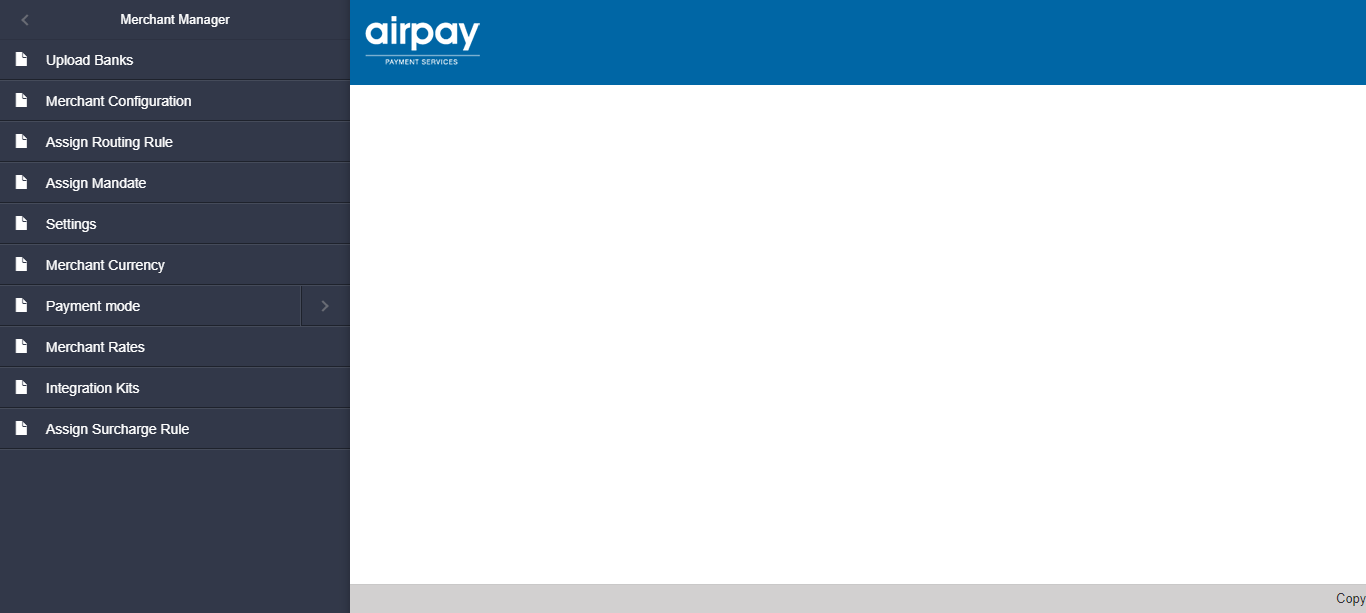 Merchant Manager
Upload Banks
Merchant Configuration
Assign Routing Rule
Assign Mandate
Settings
Merchant Currency
Payment mode
Merchant Rates
Integration Kits
Assign Surcharge Rule
airpay
PAYMENT SERVICES
Copy